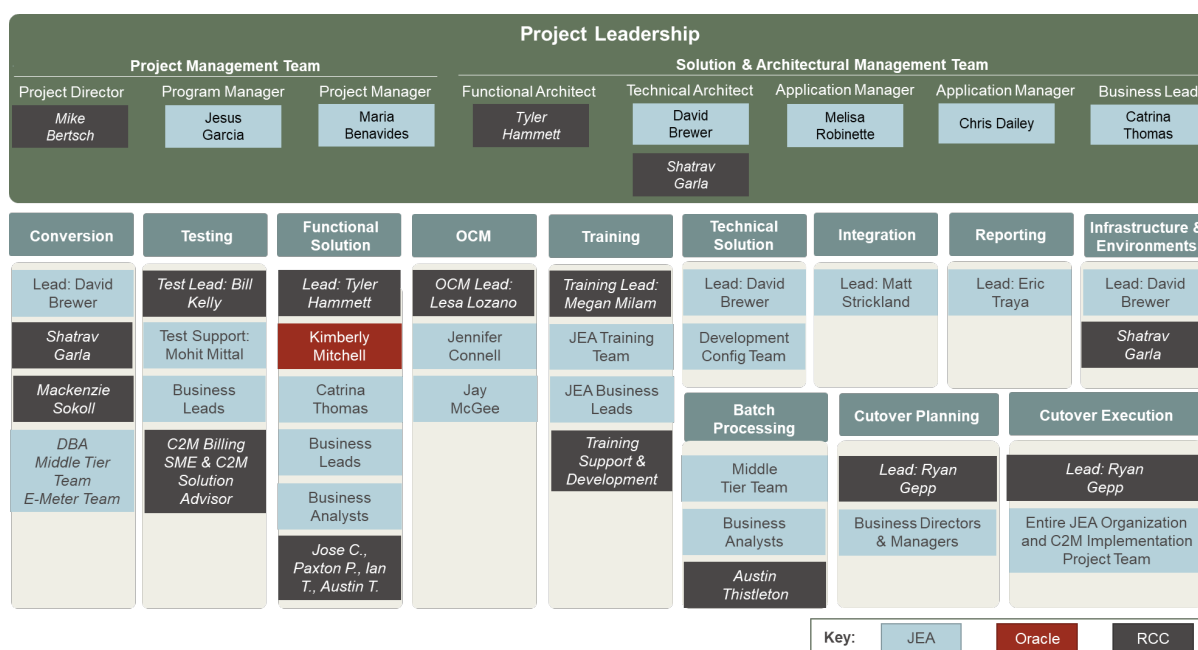 Project Leadership
Project Management Team
Solution & Architectural Management Team
Project Director
Program Manager
Project Manager
Functional Architect
Technical Architect
Application Manager
Application Manager
Business Lead
Mike
Bertsch
Jesus
Garcia
Maria
Benavides
Tyler
Hammett
David
Brewer
Melisa
Robinette
Chris Dailey
Catrina
Thomas
Shatrav
Garla
Conversion
Lead: David
Brewer
Shatrav
Garla
Mackenzie
Sokoll
DBA
Middle Tier
Team
E-Meter Team
Testing
Test Lead: Bill
Kelly
Test Support:
Mohit Mittal
Business
Leads
C2M Billing
SME & C2M
Solution
Advisor
Functional
Solution
Lead: Tyler
Hammett
Kimberly
Mitchell
Catrina
Thomas
Business
Leads
Business
Analysts
Jose C.,
Paxton P., Ian
T., Austin T.
OCM
OCM Lead:
Lesa Lozano
Jennifer
Connell
Jay
McGee
Training
Training Lead:
Megan Milam
JEA Training
Team
JEA Business
Leads
Training
Support &
Development
Technical
Solution
Lead: David
Brewer
Development
Config Team
Integration
Lead: Matt
Strickland
Reporting
Lead: Eric
Traya
Infrastructure &
Environments
Lead: David
Brewer
Shatrav
Garla
Batch
Processing
Middle
Tier Team
Business
Analysts
Austin
Thistleton
Cutover Planning
Lead: Ryan
Gepp
Business Directors
& Managers
Cutover Execution
Lead: Ryan
Gepp
Entire JEA Organization
and C2M Implementation
Project Team
Key:
JEA
Oracle
RCC